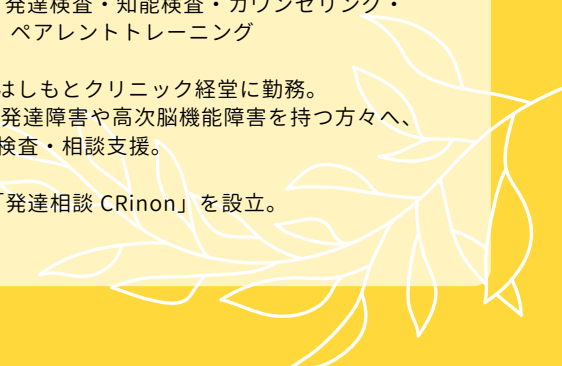 発達検査・知能検査・カウンセリング・
ペアレントトレーニング
はしもとクリニック経堂に勤務。
発達障害や高次脳機能障害を持つ方々へ、
検査・相談支援。
「発達相談 CRinon」を設立。